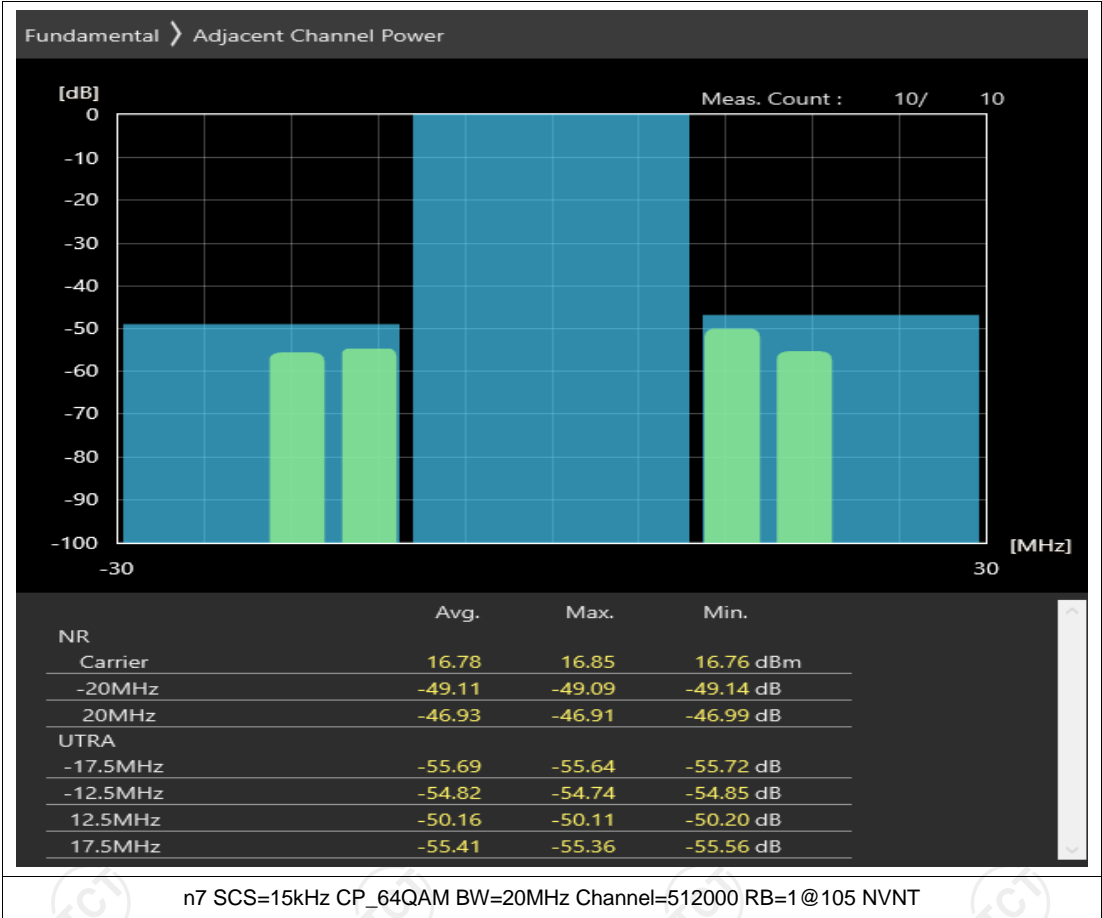 Fundamental 〉 Adjacent Channel Power
[dB]
Meas. Count : 10/ 10
0
-10
-20
-30
-40
-50
-60
-70
-80
-90
-100
[MHz]
-30 30
Avg. Max. Min.
NR
Carrier 16.78 16.85 16.76 dBm
-20MHz -49.11 -49.09 -49.14 dB
20MHz -46.93 -46.91 -46.99 dB
UTRA
-17.5MHz -55.69 -55.64 -55.72 dB
-12.5MHz -54.82 -54.74 -54.85 dB
12.5MHz -50.16 -50.11 -50.20 dB
17.5MHz -55.41 -55.36 -55.56 dB
n7 SCS=15kHz CP_64QAM BW=20MHz Channel=512000 RB=1@105 NVNT
TCT TCT TCT TCT